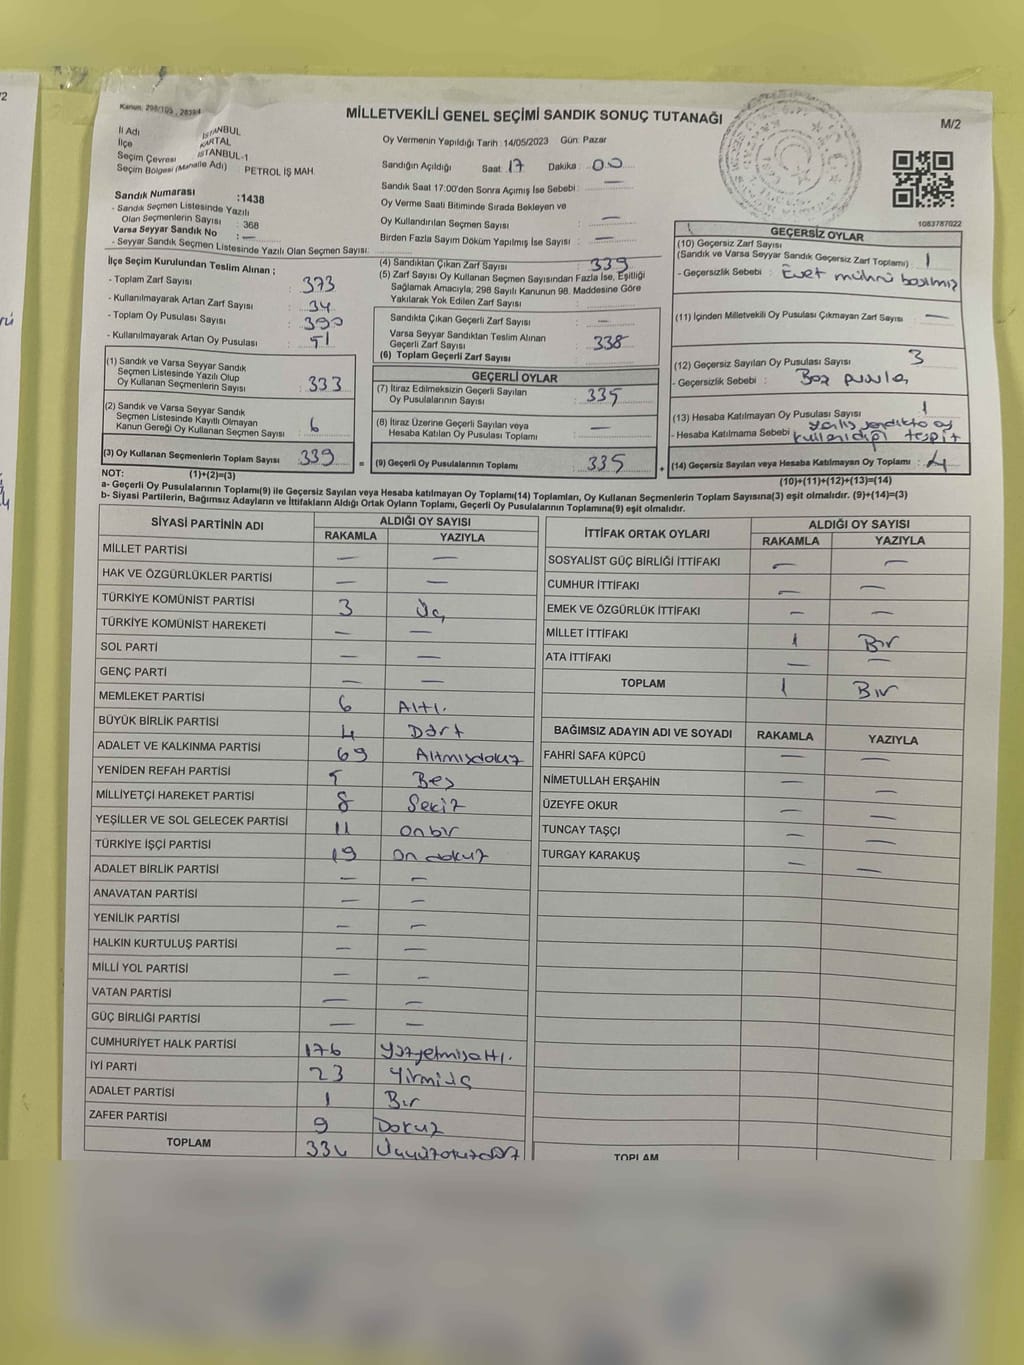 Kanun: 298/105 , 2839/4
MİLLETVEKİLİ GENEL SEÇİMİ SANDIK SONUÇ TUTANAĞI
M/2
İl Adı İSTANBUL
İlçe KARTAL
Seçim Çevresi İSTANBUL-1
Seçim Bölgesi (Mahalle Adı) PETROL İŞ MAH.
Sandık Numarası :1438
- Sandık Seçmen Listesinde Yazılı
Olan Seçmenlerin Sayısı : 368
Varsa Seyyar Sandık No : —
- Seyyar Sandık Seçmen Listesinde Yazılı Olan Seçmen Sayısı:
Oy Vermenin Yapıldığı Tarih : 14/05/2023 Gün: Pazar
Sandığın Açıldığı Saat 17 Dakika : 00
Sandık Saat 17:00'den Sonra Açımış İse Sebebi : —
Oy Verme Saati Bitiminde Sırada Bekleyen ve
Oy Kullandırılan Seçmen Sayısı : —
Birden Fazla Sayım Döküm Yapılmış İse Sayısı : —
1083787022
İlçe Seçim Kurulundan Teslim Alınan ;
- Toplam Zarf Sayısı : 373
- Kullanılmayarak Artan Zarf Sayısı : 34
- Toplam Oy Pusulası Sayısı : 390
- Kullanılmayarak Artan Oy Pusulası : 51
(1) Sandık ve Varsa Seyyar Sandık
Seçmen Listesinde Yazılı Olup
Oy Kullanan Seçmenlerin Sayısı : 333
(2) Sandık ve Varsa Seyyar Sandık
Seçmen Listesinde Kayıtlı Olmayan
Kanun Gereği Oy Kullanan Seçmen Sayısı : 6
(3) Oy Kullanan Seçmenlerin Toplam Sayısı : 339
(1)+(2)=(3)
(4) Sandıktan Çıkan Zarf Sayısı : 339
(5) Zarf Sayısı Oy Kullanan Seçmen Sayısından Fazla İse, Eşitliği
Sağlamak Amacıyla; 298 Sayılı Kanunun 98. Maddesine Göre
Yakılarak Yok Edilen Zarf Sayısı :
Sandıkta Çıkan Geçerli Zarf Sayısı : —
Varsa Seyyar Sandıktan Teslim Alınan
Geçerli Zarf Sayısı : 338
(6) Toplam Geçerli Zarf Sayısı
GEÇERLİ OYLAR
(7) İtiraz Edilmeksizin Geçerli Sayılan
Oy Pusulalarının Sayısı : 335
(8) İtiraz Üzerine Geçerli Sayılan veya
Hesaba Katılan Oy Pusulası Toplamı : —
= (9) Geçerli Oy Pusulalarının Toplamı : 335
GEÇERSİZ OYLAR
(10) Geçersiz Zarf Sayısı
(Sandık ve Varsa Seyyar Sandık Geçersiz Zarf Toplamı) : 1
- Geçersizlik Sebebi : Evet mührü basılmış
(11) İçinden Milletvekili Oy Pusulası Çıkmayan Zarf Sayısı : —
(12) Geçersiz Sayılan Oy Pusulası Sayısı : 3
- Geçersizlik Sebebi : Boş pusula
(13) Hesaba Katılmayan Oy Pusulası Sayısı : 1
- Hesaba Katılmama Sebebi : Yanlış sandıkta oy
kullanıldığı tespit
+ (14) Geçersiz Sayılan veya Hesaba Katılmayan Oy Toplamı : 4
(10)+(11)+(12)+(13)=(14)
NOT:
a- Geçerli Oy Pusulalarının Toplamı(9) ile Geçersiz Sayılan veya Hesaba katılmayan Oy Toplamı(14) Toplamları, Oy Kullanan Seçmenlerin Toplam Sayısına(3) eşit olmalıdır. (9)+(14)=(3)
b- Siyasi Partilerin, Bağımsız Adayların ve İttifakların Aldığı Ortak Oyların Toplamı, Geçerli Oy Pusulalarının Toplamına(9) eşit olmalıdır.
SİYASİ PARTİNİN ADI ALDIĞI OY SAYISI
RAKAMLA YAZIYLA
MİLLET PARTİSİ — —
HAK VE ÖZGÜRLÜKLER PARTİSİ — —
TÜRKİYE KOMÜNİST PARTİSİ 3 Üç
TÜRKİYE KOMÜNİST HAREKETİ — —
SOL PARTİ — —
GENÇ PARTİ — —
MEMLEKET PARTİSİ 6 Altı.
BÜYÜK BİRLİK PARTİSİ 4 Dört
ADALET VE KALKINMA PARTİSİ 69 Altmışdokuz
YENİDEN REFAH PARTİSİ 5 Beş
MİLLİYETÇİ HAREKET PARTİSİ 8 Sekiz
YEŞİLLER VE SOL GELECEK PARTİSİ 11 onbir
TÜRKİYE İŞÇİ PARTİSİ 19 on dokuz
ADALET BİRLİK PARTİSİ — —
ANAVATAN PARTİSİ — —
YENİLİK PARTİSİ — —
HALKIN KURTULUŞ PARTİSİ — —
MİLLİ YOL PARTİSİ — —
VATAN PARTİSİ — —
GÜÇ BİRLİĞİ PARTİSİ — —
CUMHURİYET HALK PARTİSİ 176 Yüzyetmişaltı.
İYİ PARTİ 23 Yirmiüç
ADALET PARTİSİ 1 Bir
ZAFER PARTİSİ 9 Dokuz
TOPLAM 334 Üçyüzotuzdört
İTTİFAK ORTAK OYLARI ALDIĞI OY SAYISI
RAKAMLA YAZIYLA
SOSYALİST GÜÇ BİRLİĞİ İTTİFAKI — —
CUMHUR İTTİFAKI — —
EMEK VE ÖZGÜRLÜK İTTİFAKI — —
MİLLET İTTİFAKI 1 Bir
ATA İTTİFAKI — —
TOPLAM 1 Bir
BAĞIMSIZ ADAYIN ADI VE SOYADI RAKAMLA YAZIYLA
FAHRİ SAFA KÜPCÜ — —
NİMETULLAH ERŞAHİN — —
ÜZEYFE OKUR — —
TUNCAY TAŞÇI — —
TURGAY KARAKUŞ — —
TOPLAM